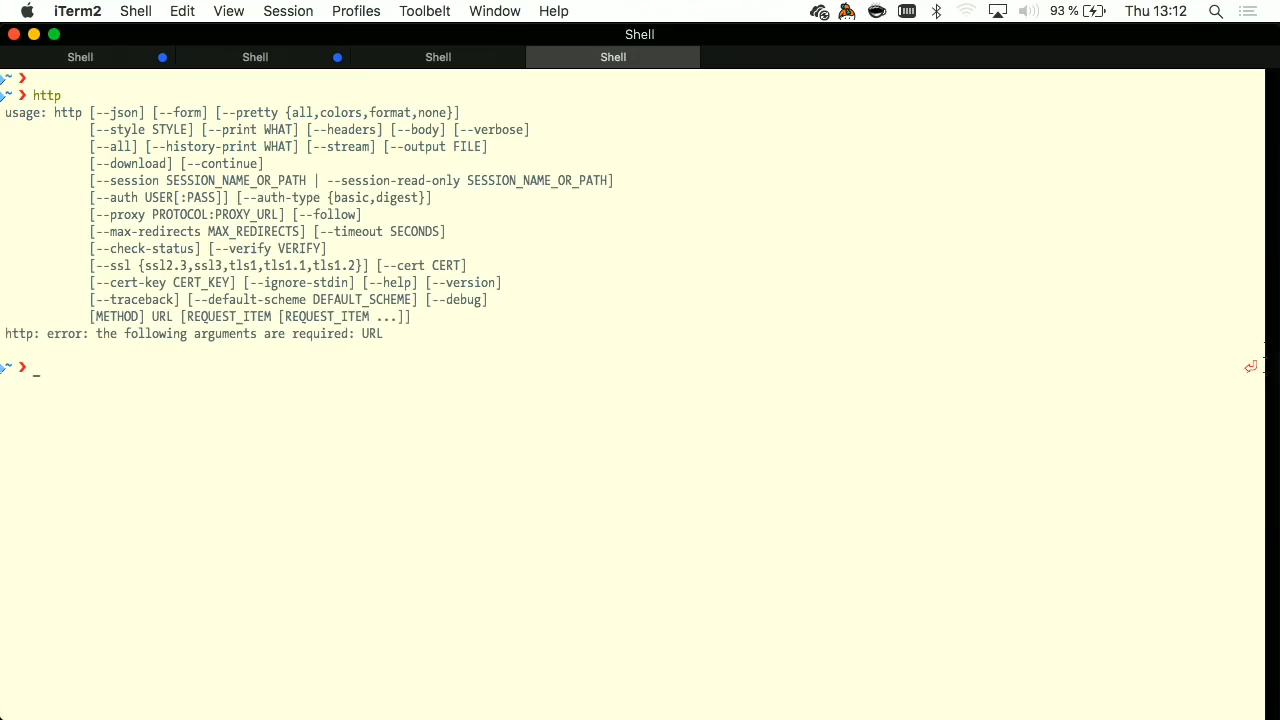 iTerm2 Shell Edit View Session Profiles Toolbelt Window Help 93 % Thu 13:12
Shell
Shell Shell Shell Shell
~ ❯
~ ❯ http
usage: http [--json] [--form] [--pretty {all,colors,format,none}]
[--style STYLE] [--print WHAT] [--headers] [--body] [--verbose]
[--all] [--history-print WHAT] [--stream] [--output FILE]
[--download] [--continue]
[--session SESSION_NAME_OR_PATH | --session-read-only SESSION_NAME_OR_PATH]
[--auth USER[:PASS]] [--auth-type {basic,digest}]
[--proxy PROTOCOL:PROXY_URL] [--follow]
[--max-redirects MAX_REDIRECTS] [--timeout SECONDS]
[--check-status] [--verify VERIFY]
[--ssl {ssl2.3,ssl3,tls1,tls1.1,tls1.2}] [--cert CERT]
[--cert-key CERT_KEY] [--ignore-stdin] [--help] [--version]
[--traceback] [--default-scheme DEFAULT_SCHEME] [--debug]
[METHOD] URL [REQUEST_ITEM [REQUEST_ITEM ...]]
http: error: the following arguments are required: URL
~ ❯ _